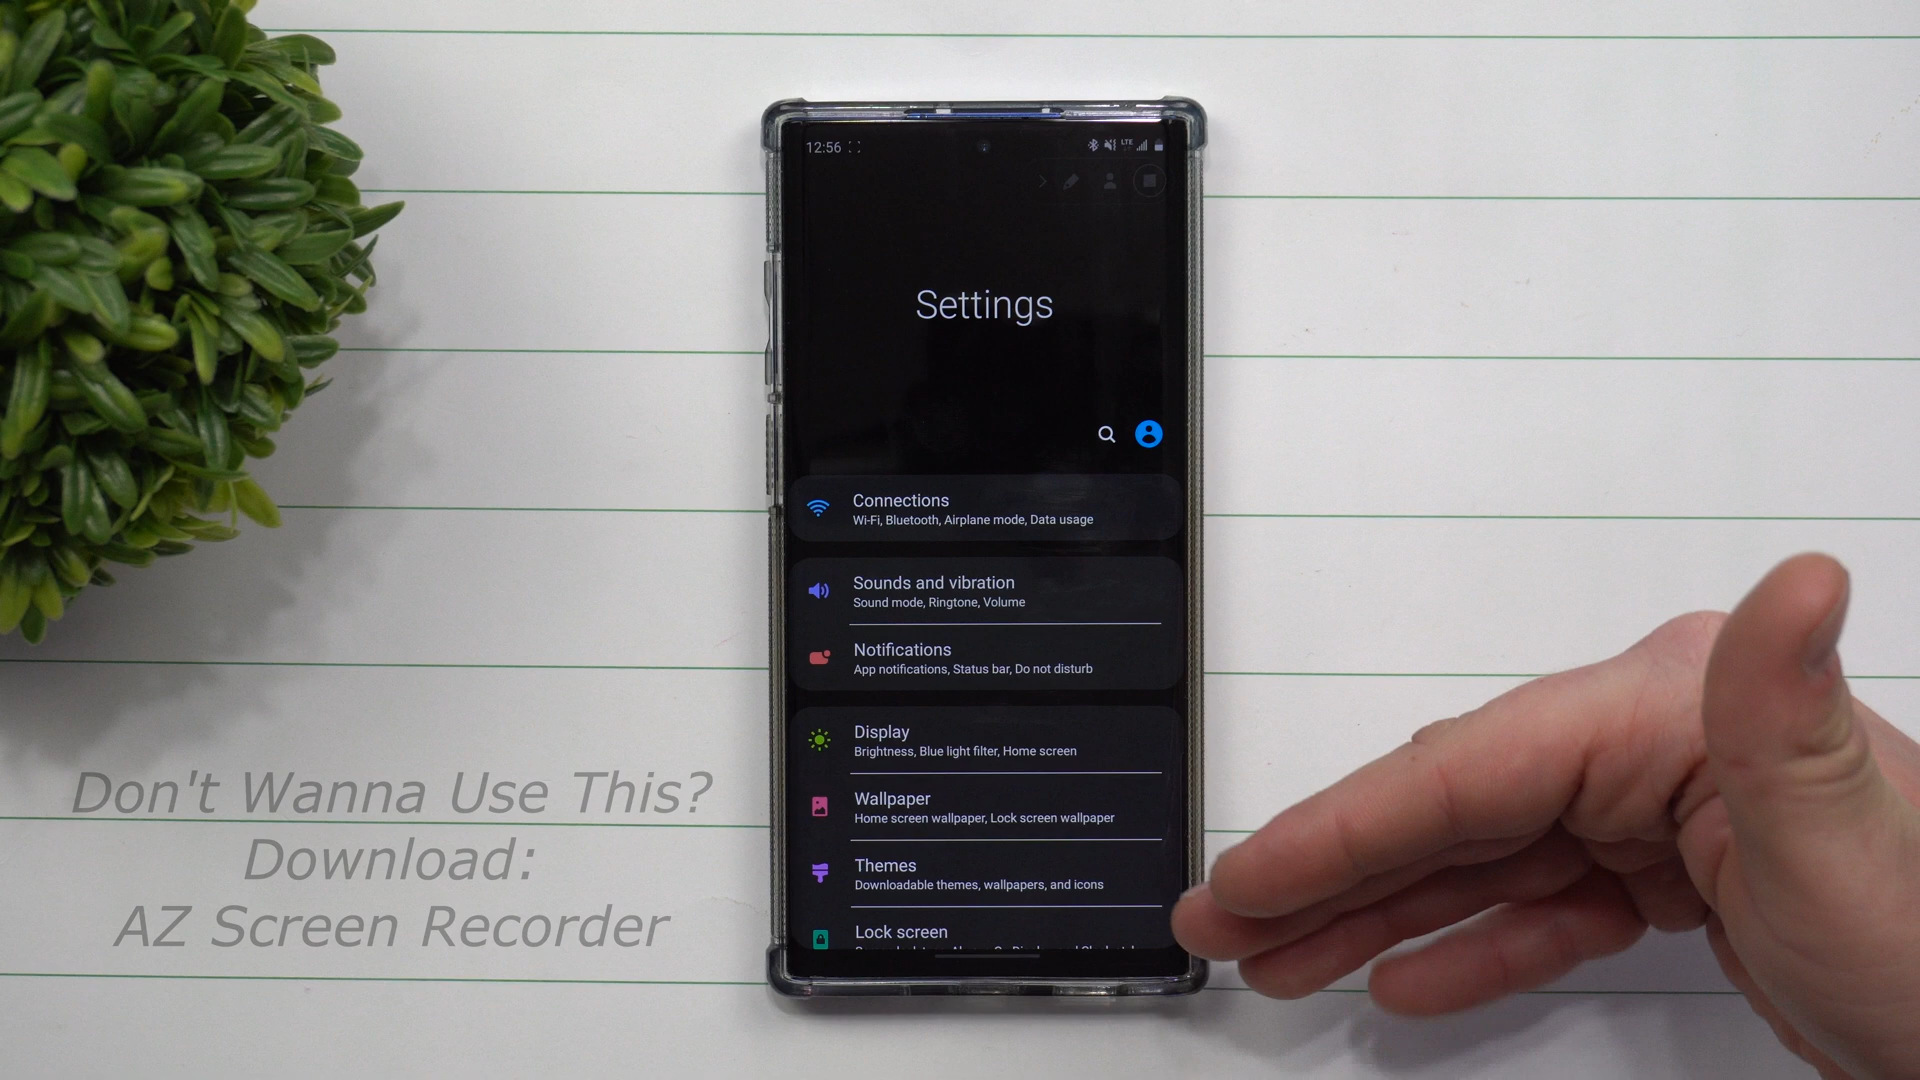 12:56
LTE
Settings
Connections
Wi-Fi, Bluetooth, Airplane mode, Data usage
Sounds and vibration
Sound mode, Ringtone, Volume
Notifications
App notifications, Status bar, Do not disturb
Display
Brightness, Blue light filter, Home screen
Wallpaper
Home screen wallpaper, Lock screen wallpaper
Themes
Downloadable themes, wallpapers, and icons
Lock screen
Don't Wanna Use This?
Download:
AZ Screen Recorder